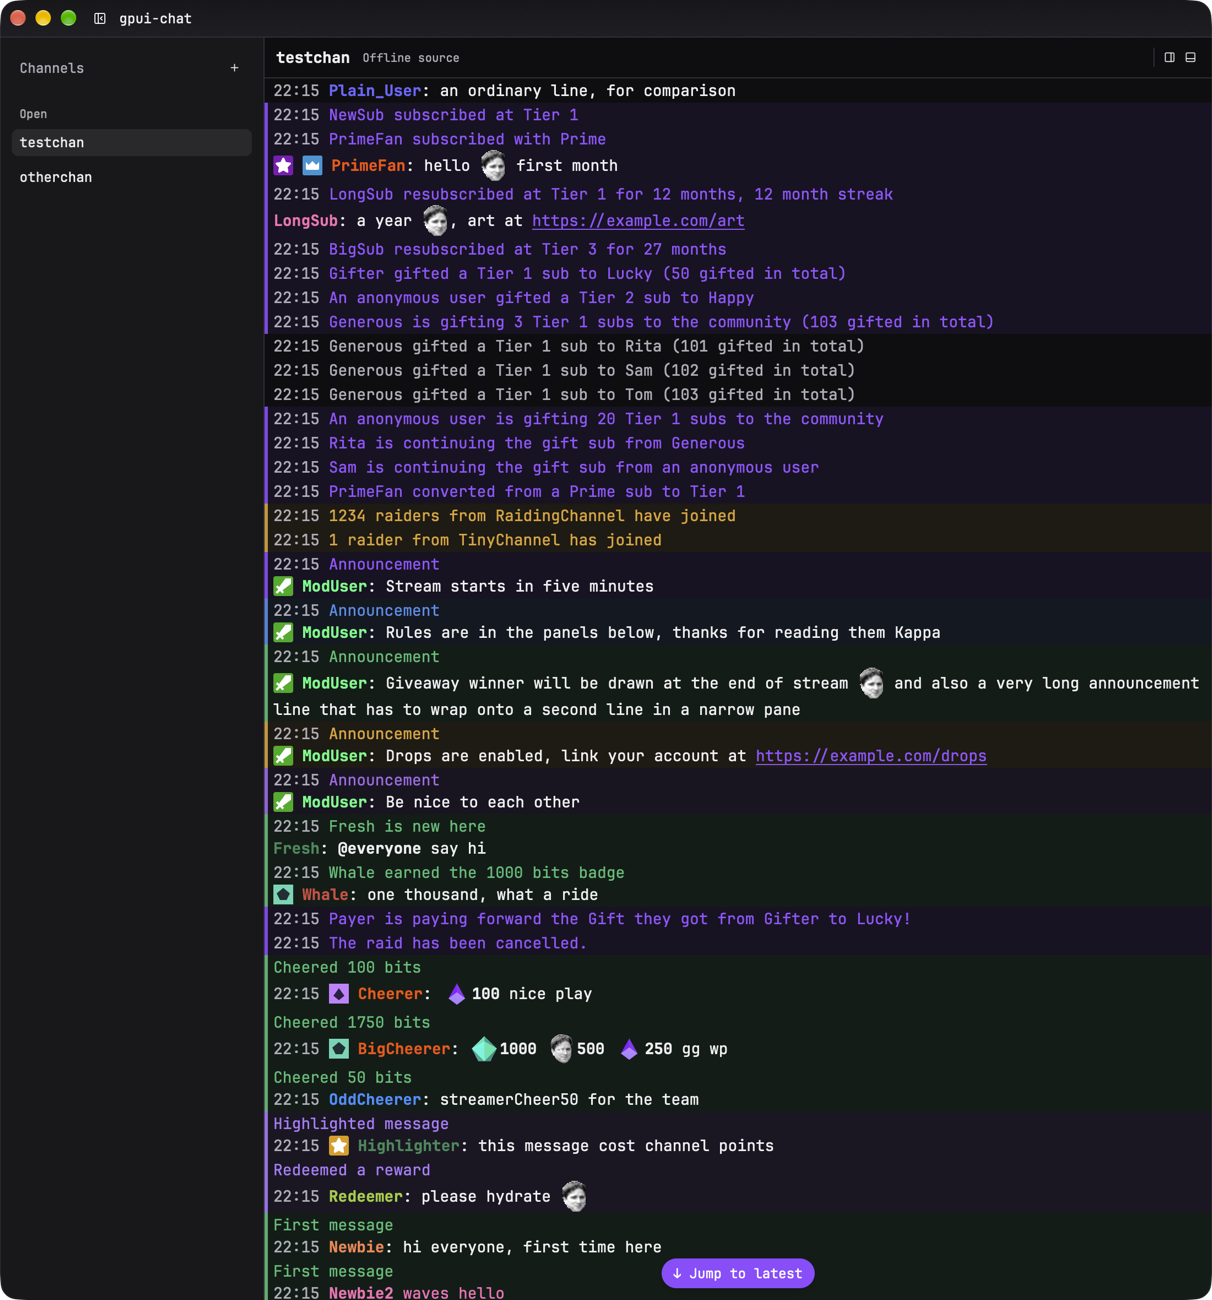 gpui-chat
Channels
+
Open
testchan
otherchan
testchan Offline source
22:15 Plain_User: an ordinary line, for comparison
22:15 NewSub subscribed at Tier 1
22:15 PrimeFan subscribed with Prime
PrimeFan: hello first month
22:15 LongSub resubscribed at Tier 1 for 12 months, 12 month streak
LongSub: a year , art at https://example.com/art
22:15 BigSub resubscribed at Tier 3 for 27 months
22:15 Gifter gifted a Tier 1 sub to Lucky (50 gifted in total)
22:15 An anonymous user gifted a Tier 2 sub to Happy
22:15 Generous is gifting 3 Tier 1 subs to the community (103 gifted in total)
22:15 Generous gifted a Tier 1 sub to Rita (101 gifted in total)
22:15 Generous gifted a Tier 1 sub to Sam (102 gifted in total)
22:15 Generous gifted a Tier 1 sub to Tom (103 gifted in total)
22:15 An anonymous user is gifting 20 Tier 1 subs to the community
22:15 Rita is continuing the gift sub from Generous
22:15 Sam is continuing the gift sub from an anonymous user
22:15 PrimeFan converted from a Prime sub to Tier 1
22:15 1234 raiders from RaidingChannel have joined
22:15 1 raider from TinyChannel has joined
22:15 Announcement
ModUser: Stream starts in five minutes
22:15 Announcement
ModUser: Rules are in the panels below, thanks for reading them Kappa
22:15 Announcement
ModUser: Giveaway winner will be drawn at the end of stream and also a very long announcement
line that has to wrap onto a second line in a narrow pane
22:15 Announcement
ModUser: Drops are enabled, link your account at https://example.com/drops
22:15 Announcement
ModUser: Be nice to each other
22:15 Fresh is new here
Fresh: @everyone say hi
22:15 Whale earned the 1000 bits badge
Whale: one thousand, what a ride
22:15 Payer is paying forward the Gift they got from Gifter to Lucky!
22:15 The raid has been cancelled.
Cheered 100 bits
22:15 Cheerer: 100 nice play
Cheered 1750 bits
22:15 BigCheerer: 1000 500 250 gg wp
Cheered 50 bits
22:15 OddCheerer: streamerCheer50 for the team
Highlighted message
22:15 Highlighter: this message cost channel points
Redeemed a reward
22:15 Redeemer: please hydrate
First message
22:15 Newbie: hi everyone, first time here
First message
22:15 Newbie2 waves hello
↓ Jump to latest